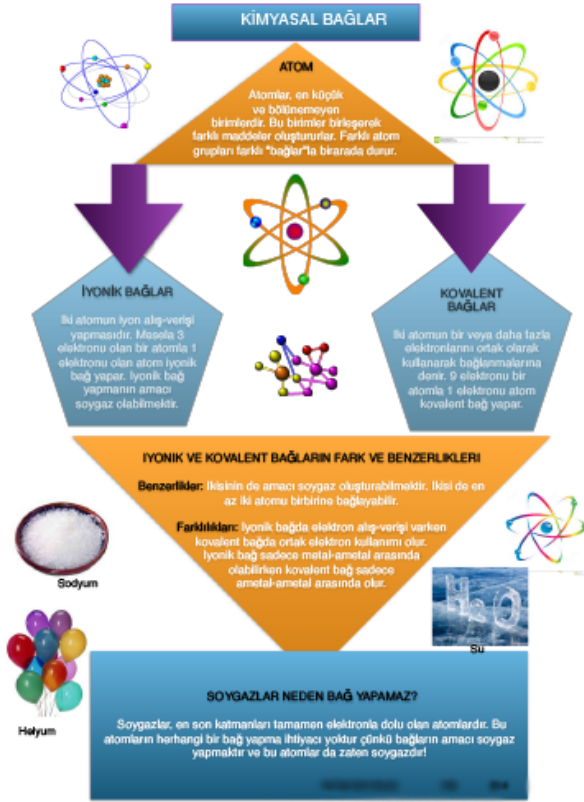 KİMYASAL BAĞLAR
ATOM
Atomlar, en küçük
ve bölünemeyen
birimlerdir. Bu birimler birleşerek
farklı maddeler oluştururlar. Farklı atom
grupları farklı "bağlar"la birarada durur.
İYONİK BAĞLAR
İki atomun iyon alış-verişi
yapmasıdır. Mesela 3
elektronu olan bir atomla 1
elektronu olan atom iyonik
bağ yapar. İyonik bağ
yapmanın amacı
soygaz olabilmektir.
KOVALENT
BAĞLAR
İki atomun bir veya daha fazla
elektronlarını ortak olarak
kullanarak bağlanmalarına
denir. 9 elektronu bir
atomla 1 elektronu atom
kovalent bağ yapar.
IYONIK VE KOVALENT BAĞLARIN FARK VE BENZERLIKLERI
Benzerlikler: Ikisinin de amacı soygaz oluşturabilmektir. Ikisi de en
az iki atomu birbirine bağlayabilir.
Farklılıkları: Iyonik bağda elektron alış-verişi varken
kovalent bağda ortak elektron kullanımı olur.
Iyonik bağ sadece metal-ametal arasında
olabilirken kovalent bağ sadece
ametal-ametal arasında olur.
Sodyum
H2O
Su
Helyum
SOYGAZLAR NEDEN BAĞ YAPAMAZ?
Soygazlar, en son katmanları tamamen elektronla dolu olan atomlardır. Bu
atomların herhangi bir bağ yapma ihtiyacı yoktur çünkü bağların amacı soygaz
yapmaktır ve bu atomlar da zaten soygazdır!